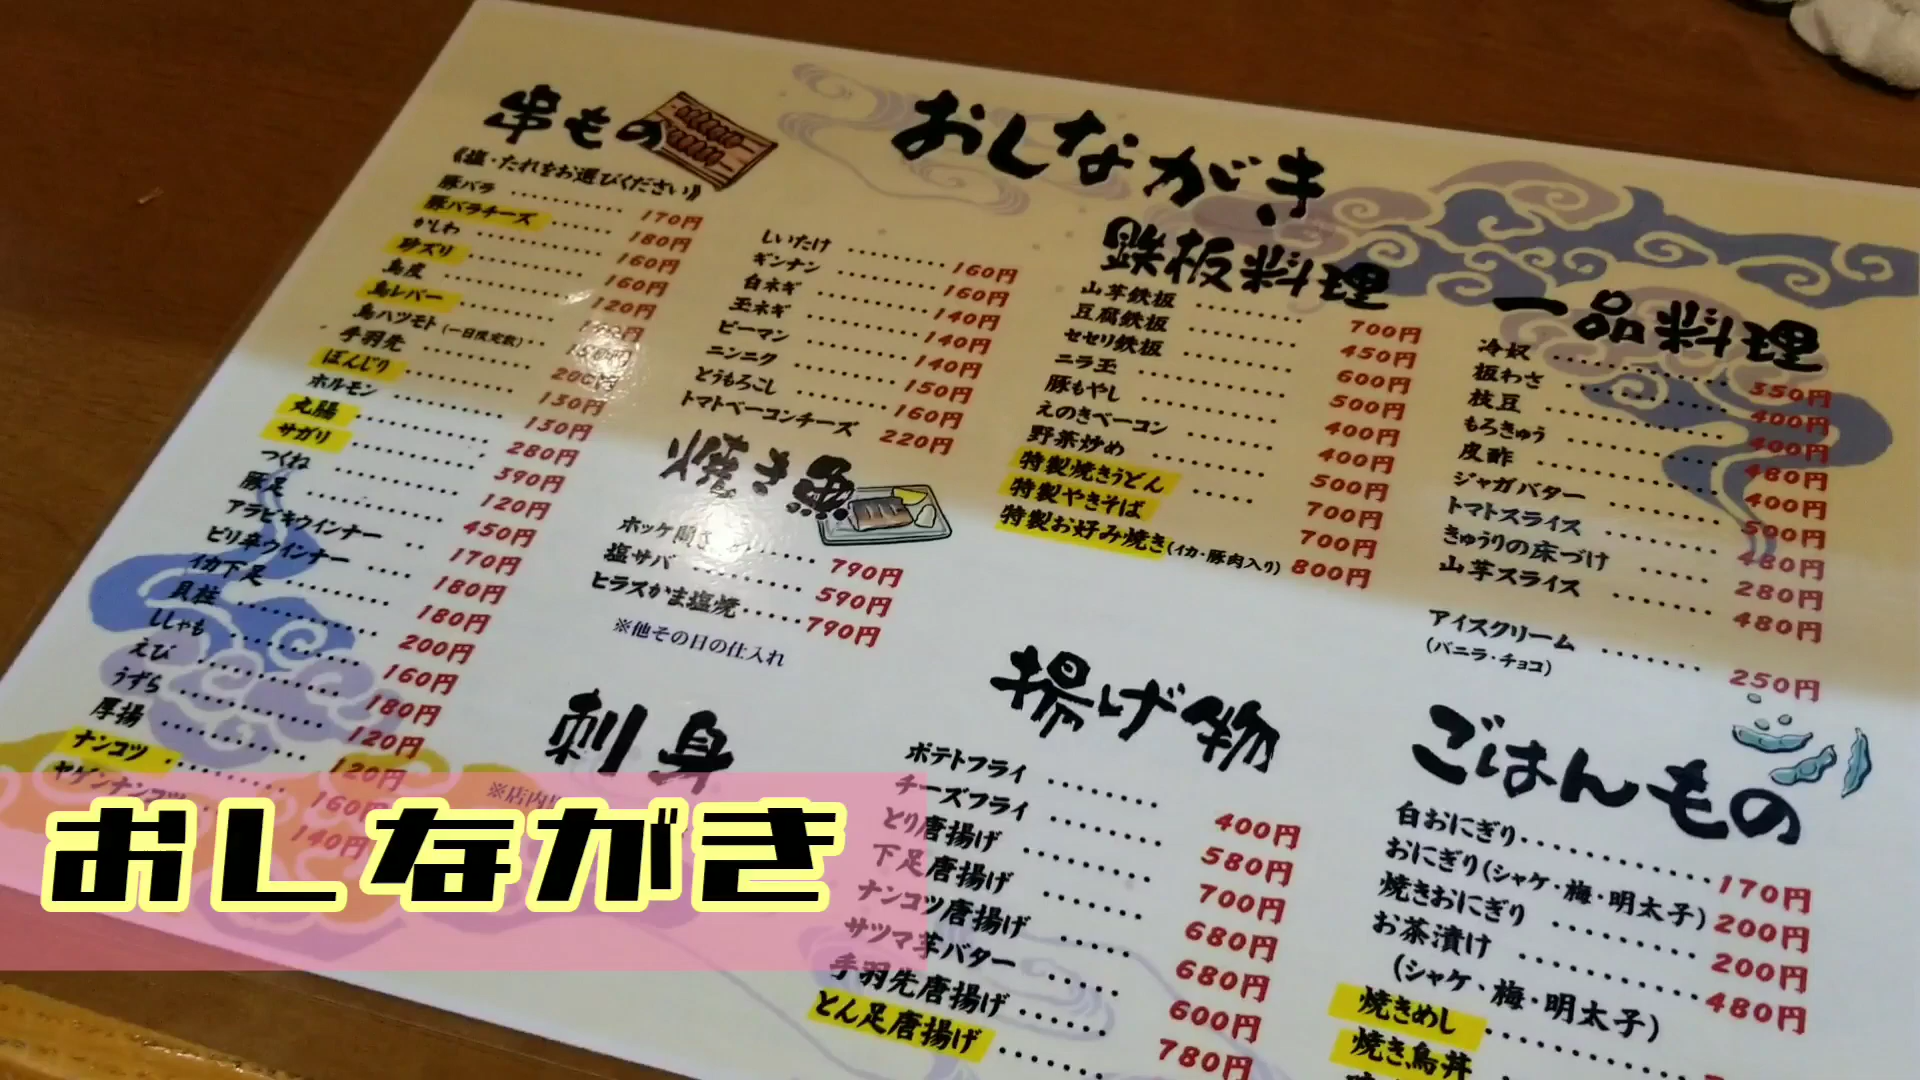 おしながき
串もの
《塩・たれをお選びください》
豚バラ ・・・・・・ 170円
豚バラチーズ ・・・・・・ 180円
かしわ ・・・・・・ 160円
砂ズリ ・・・・・・ 160円
鳥皮 ・・・・・・ 120円
鳥レバー ・・・・・・
鳥ハツモト (一日限定数)・・
手羽先 ・・・・・・ 200円
ぼんじり ・・・・・・ 130円
ホルモン ・・・・・・ 130円
丸腸 ・・・・・・ 280円
サガリ ・・・・・・ 390円
つくね ・・・・・・ 120円
豚足 ・・・・・・ 450円
アラビキウインナー ・・ 170円
ピリ辛ウインナー ・・・・ 180円
イカ下足 ・・・・・・ 180円
貝柱 ・・・・・・ 200円
ししゃも ・・・・・・ 160円
えび ・・・・・・ 180円
うずら ・・・・・・ 120円
厚揚 ・・・・・・ 120円
ナンコツ ・・・・・・ 160円
ヤゲンナンコツ ・・・・・・ 140円
しいたけ ・・・・・・ 160円
ギンナン ・・・・・・ 160円
白ネギ ・・・・・・ 140円
玉ネギ ・・・・・・ 140円
ピーマン ・・・・・・ 140円
ニンニク ・・・・・・ 150円
とうもろこし ・・・・・・ 160円
トマトベーコンチーズ 220円
焼き魚
ホッケ開き ・・・・・・ 790円
塩サバ ・・・・・・ 590円
ヒラスかま塩焼・・・・・790円
※他その日の仕入れ
刺身
※店内
鉄板料理
山芋鉄板 ・・・・・・ 700円
豆腐鉄板 ・・・・・・ 450円
セセリ鉄板 ・・・・・・ 600円
ニラ玉 ・・・・・・ 500円
豚もやし ・・・・・・ 400円
えのきベーコン ・・・・・・ 400円
野菜炒め ・・・・・・ 500円
特製焼きうどん ・・・・・ 700円
特製やきそば 700円
特製お好み焼き(イカ・豚肉入り) 800円
一品料理
冷奴 ・・・・・・ 350円
板わさ ・・・・・・ 400円
枝豆 ・・・・・・ 400円
もろきゅう ・・・・・・ 480円
皮酢 ・・・・・・ 400円
ジャガバター ・・・・・・ 500円
トマトスライス ・・・・・・ 480円
きゅうりの床づけ ・・・・・ 280円
山芋スライス ・・・・・・ 480円
アイスクリーム ・・・・・・ 250円
(バニラ・チョコ)
揚げ物
ポテトフライ ・・・・・・ 400円
チーズフライ ・・・・・・ 580円
とり唐揚げ ・・・・・・ 700円
下足唐揚げ ・・・・・・ 680円
ナンコツ唐揚げ ・・・・・ 680円
サツマ芋バター ・・・・・ 600円
手羽先唐揚げ ・・・・・・ 780円
とん足唐揚げ ・・・・・・
ごはんもの
白おにぎり・・・・・・170円
おにぎり(シャケ・梅・明太子) 200円
焼きおにぎり ・・・・・・ 200円
お茶漬け ・・・・・・480円
(シャケ・梅・明太子)
焼きめし ・・・・・・
焼き鳥丼
おしながき